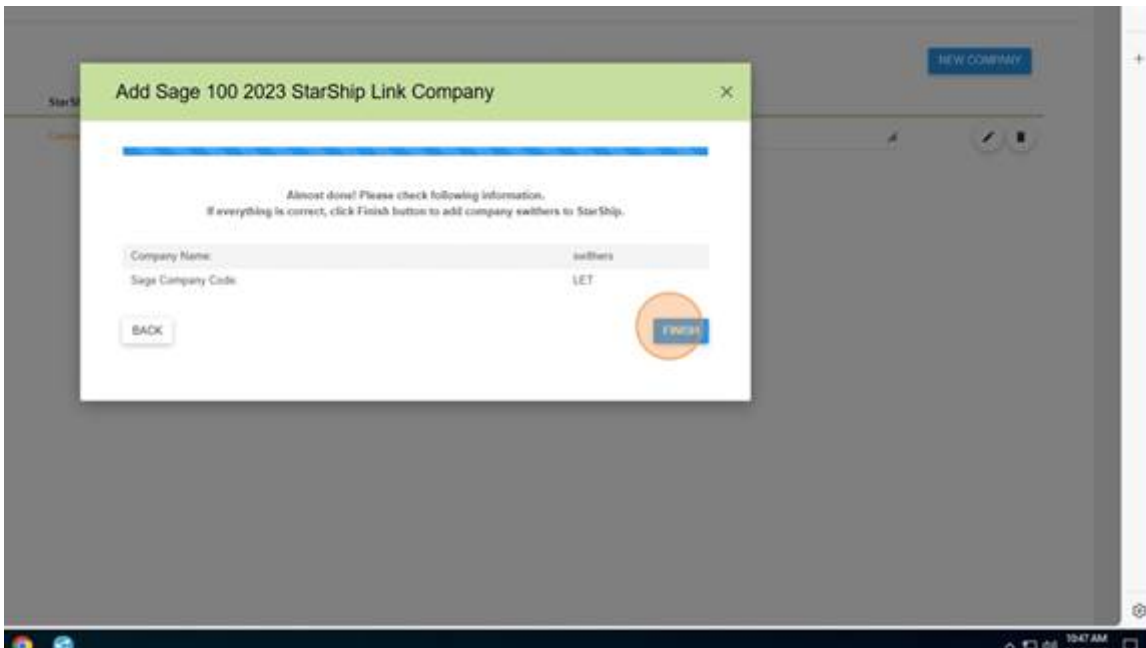 NEW COMPANY
Add Sage 100 2023 StarShip Link Company
Almost done! Please check following information.
If everything is correct, click Finish button to add company swithers to StarShip.
Company Name: swithers
Sage Company Code: LET
BACK FINISH
10:47 AM